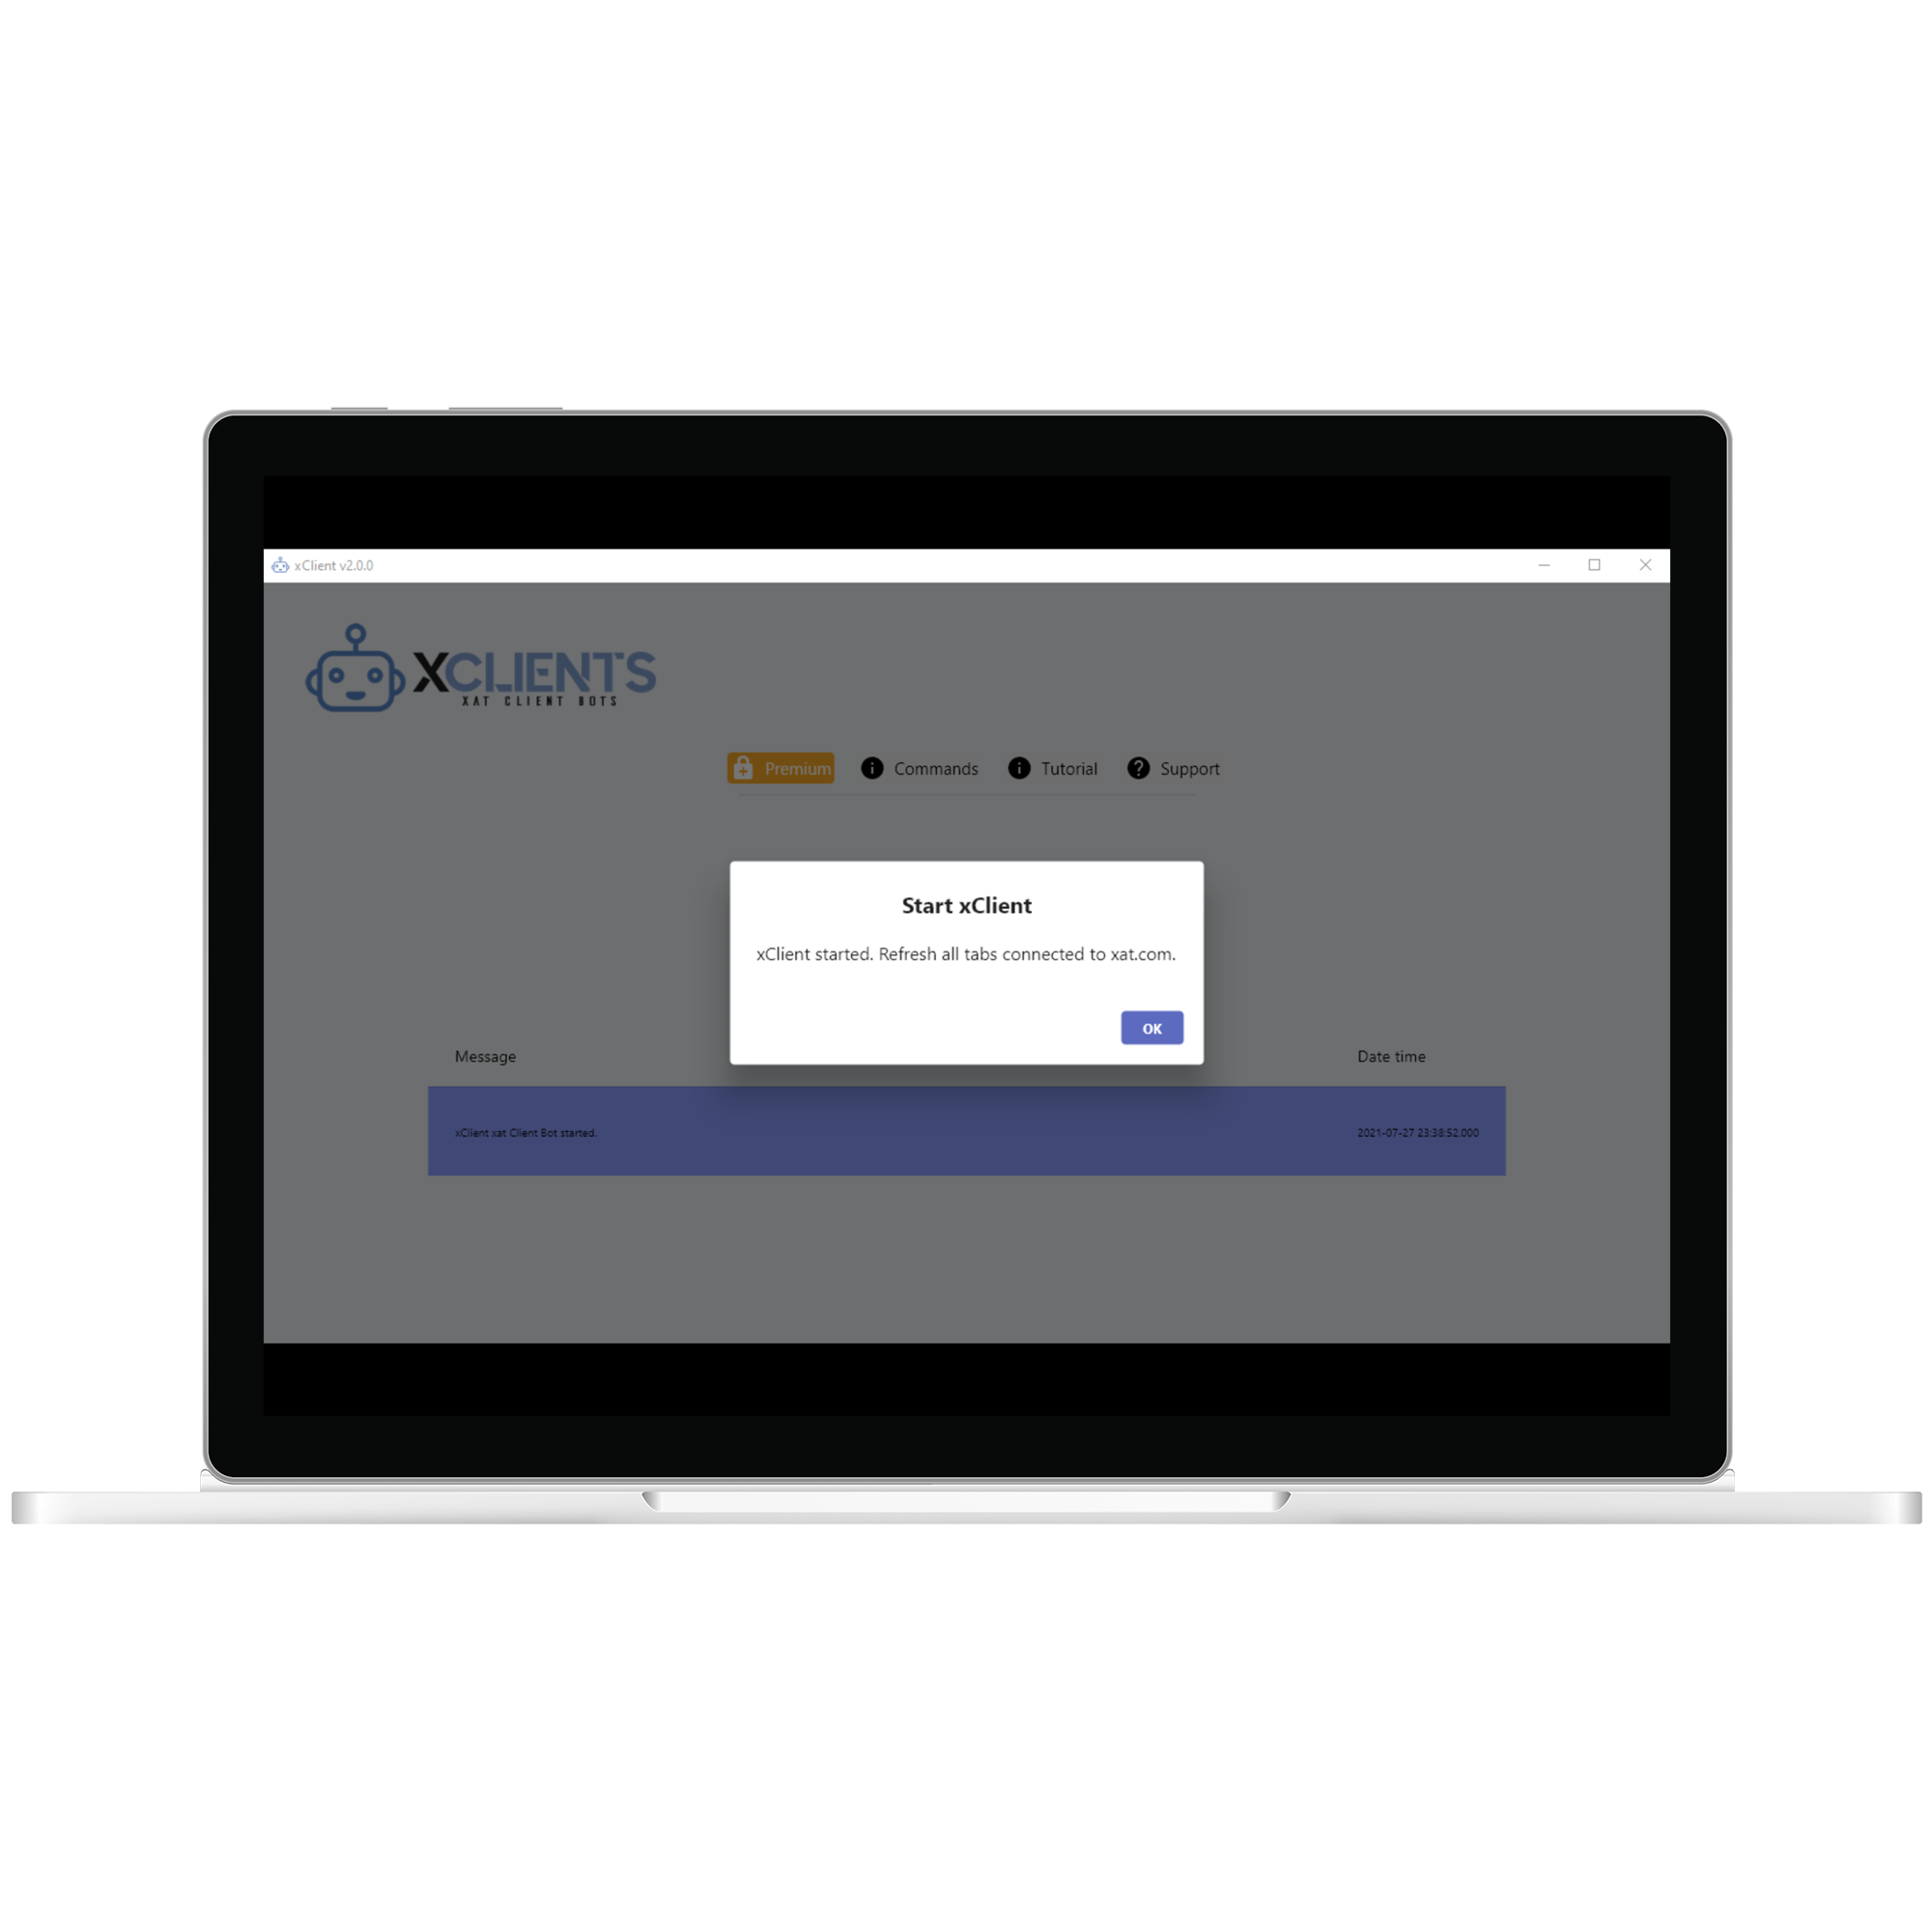 xClient v2.0.0
XCLIENTS
XAT CLIENT BOTS
Premium Commands Tutorial Support
Start xClient
xClient started. Refresh all tabs connected to xat.com.
OK
Message Date time
xClient xat Client Bot started. 2021-07-27 23:38:52.000